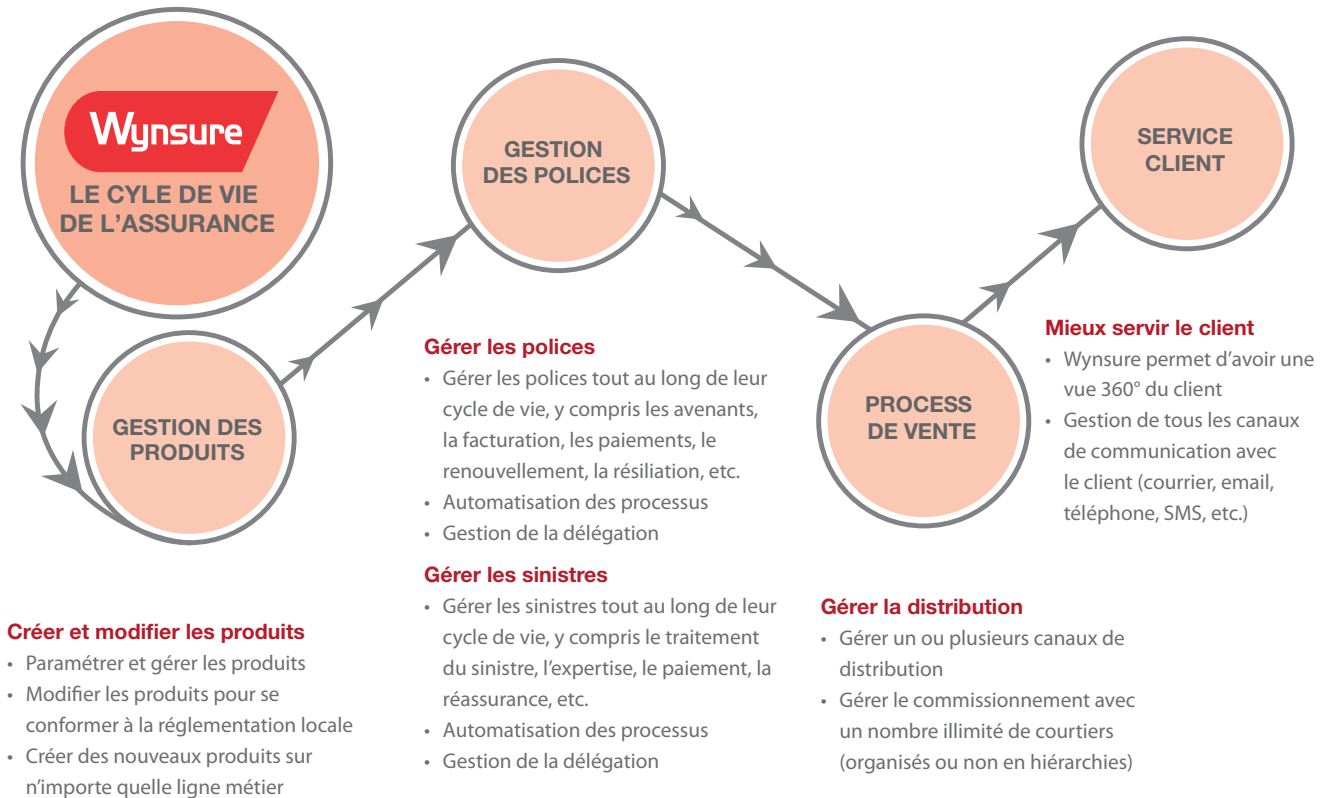 Wynsure
LE CYLE DE VIE
DE L’ASSURANCE
GESTION DES
PRODUITS
Créer et modifier les produits
• Paramétrer et gérer les produits
• Modifier les produits pour se
conformer à la réglementation locale
• Créer des nouveaux produits sur
n’importe quelle ligne métier
GESTION
DES POLICES
Gérer les polices
• Gérer les polices tout au long de leur
cycle de vie, y compris les avenants,
la facturation, les paiements, le
renouvellement, la résiliation, etc.
• Automatisation des processus
• Gestion de la délégation
Gérer les sinistres
• Gérer les sinistres tout au long de leur
cycle de vie, y compris le traitement
du sinistre, l’expertise, le paiement, la
réassurance, etc.
• Automatisation des processus
• Gestion de la délégation
PROCESS
DE VENTE
Gérer la distribution
• Gérer un ou plusieurs canaux de
distribution
• Gérer le commissionnement avec
un nombre illimité de courtiers
(organisés ou non en hiérarchies)
SERVICE
CLIENT
Mieux servir le client
• Wynsure permet d’avoir une
vue 360° du client
• Gestion de tous les canaux
de communication avec
le client (courrier, email,
téléphone, SMS, etc.)